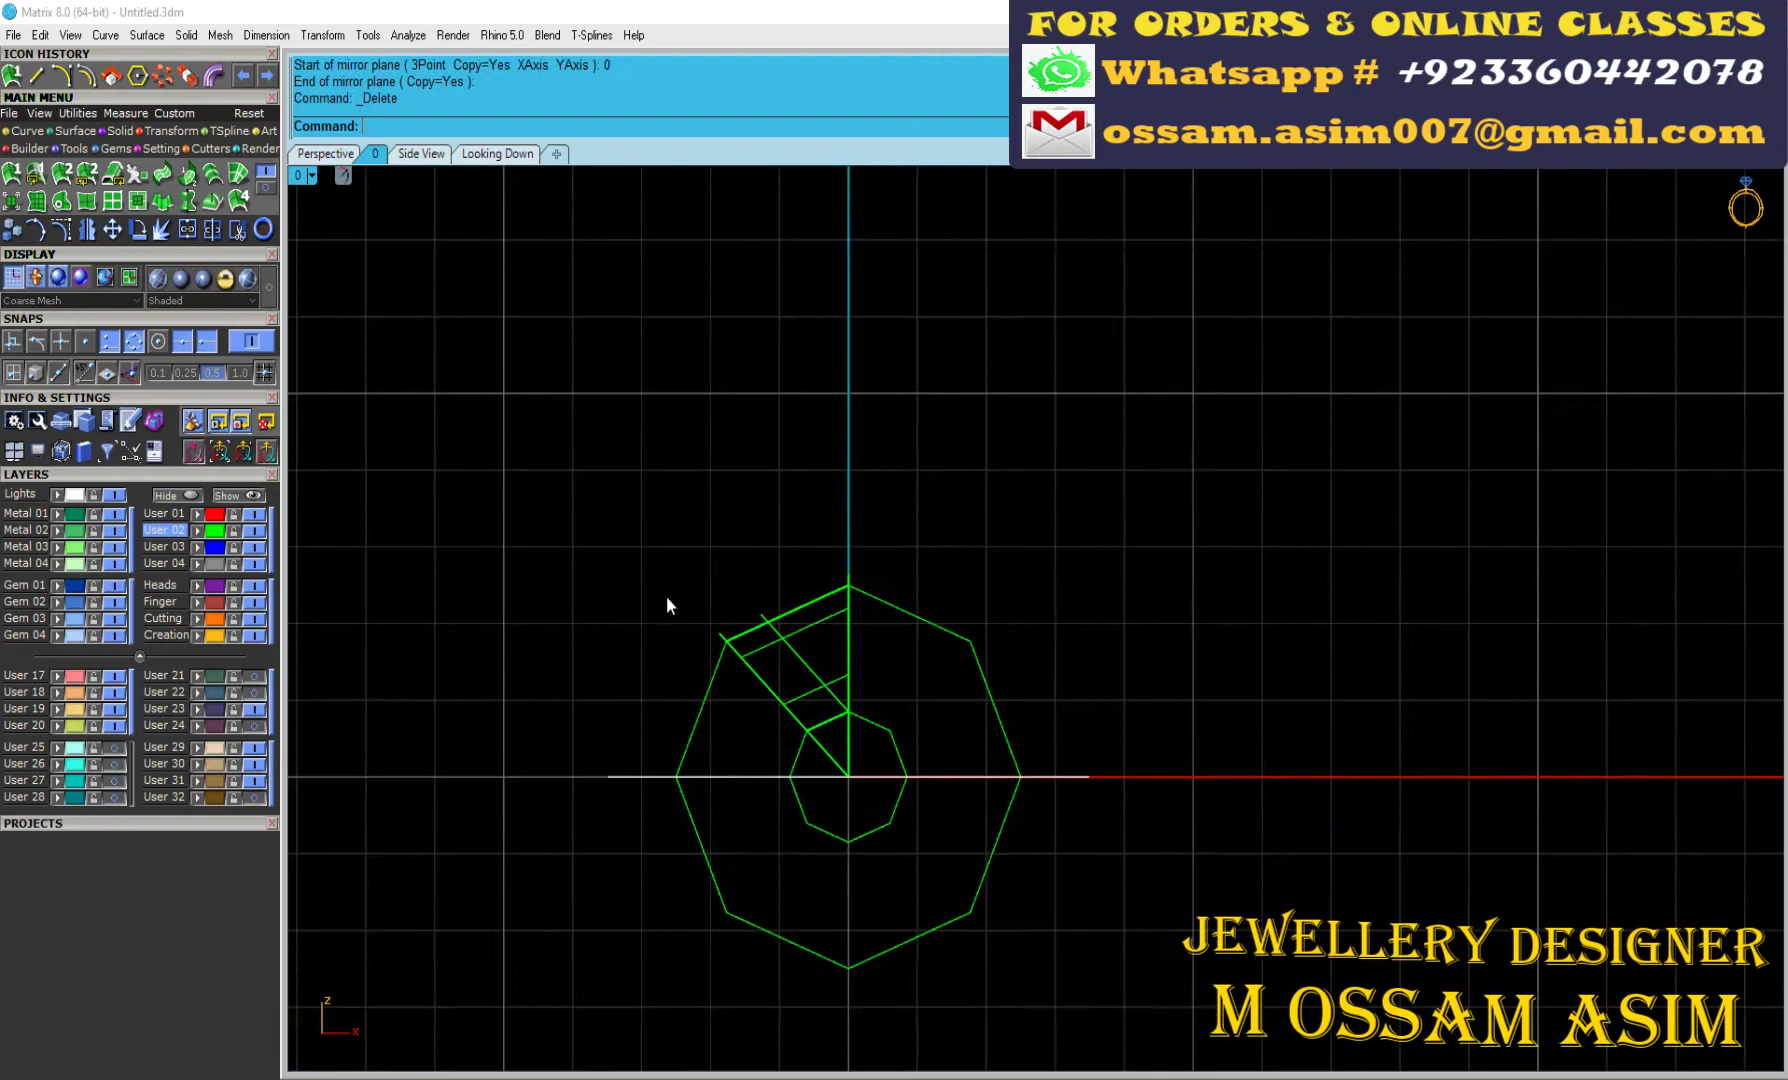 Matrix 8.0 (64-bit) - Untitled.3dm
File Edit View Curve Surface Solid Mesh Dimension Transform Tools Analyze Render Rhino 5.0 Blend T-Splines Help
FOR ORDERS & ONLINE CLASSES
Whatsapp # +923360442078
ossam.asim007@gmail.com
ICON HISTORY
Start of mirror plane ( 3Point Copy=Yes XAxis YAxis ): 0
End of mirror plane ( Copy=Yes ):
Command: _Delete
Command:
MAIN MENU
File View Utilities Measure Custom Reset
Curve Surface Solid Transform TSpline Art
Builder Tools Gems Setting Cutters Render
Perspective 0 Side View Looking Down
0
DISPLAY
Coarse Mesh Shaded
SNAPS
0.1 0.25 0.5 1.0
INFO & SETTINGS
LAYERS
Lights Hide Show
Metal 01 User 01
Metal 02 User 02
Metal 03 User 03
Metal 04 User 04
Gem 01 Heads
Gem 02 Finger
Gem 03 Cutting
Gem 04 Creation
User 17 User 21
User 18 User 22
User 19 User 23
User 20 User 24
User 25 User 29
User 26 User 30
User 27 User 31
User 28 User 32
PROJECTS
z
x
JEWELLERY DESIGNER
M OSSAM ASIM